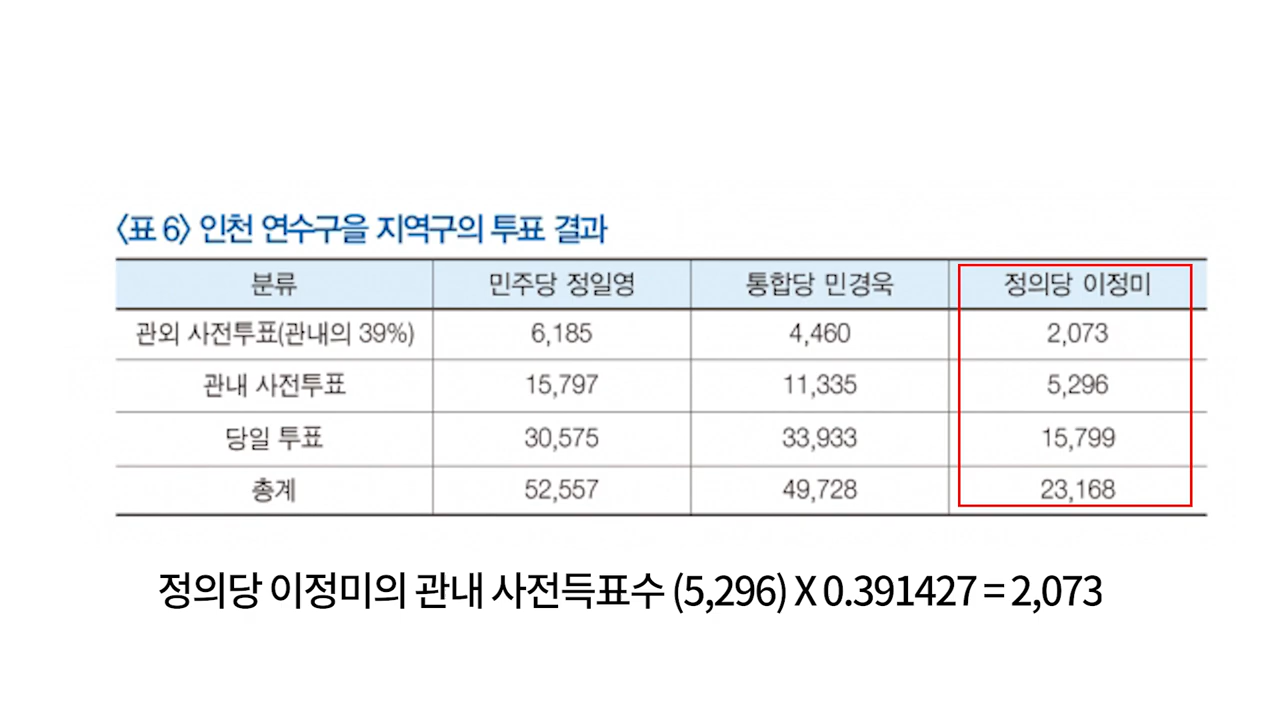 〈표 6〉 인천 연수구을 지역구의 투표 결과
분류 민주당 정일영 통합당 민경욱 정의당 이정미
관외 사전투표(관내의 39%) 6,185 4,460 2,073
관내 사전투표 15,797 11,335 5,296
당일 투표 30,575 33,933 15,799
총계 52,557 49,728 23,168
정의당 이정미의 관내 사전득표수 (5,296) X 0.391427 = 2,073